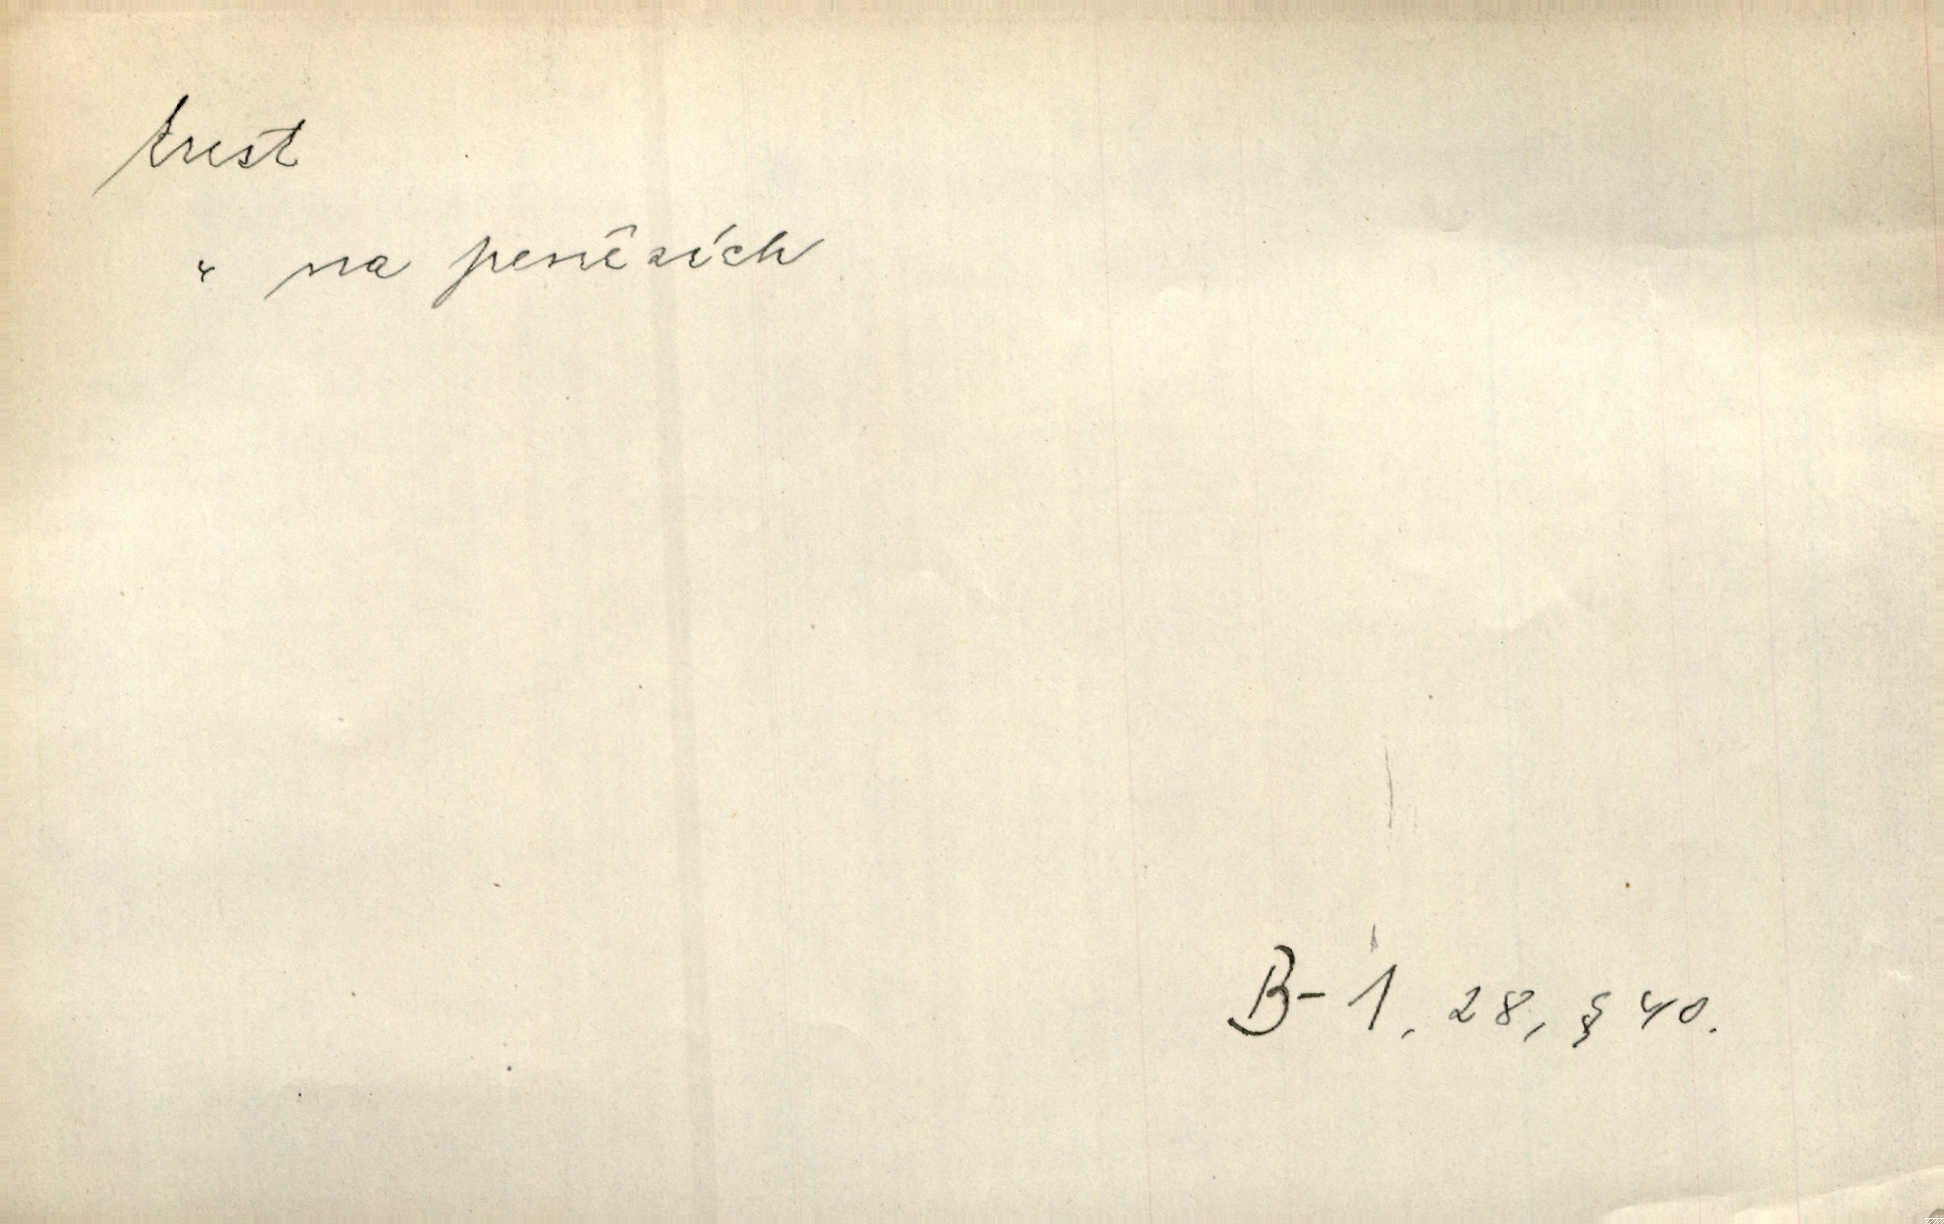 trest
" na penězích
B-1, 28, § 40.